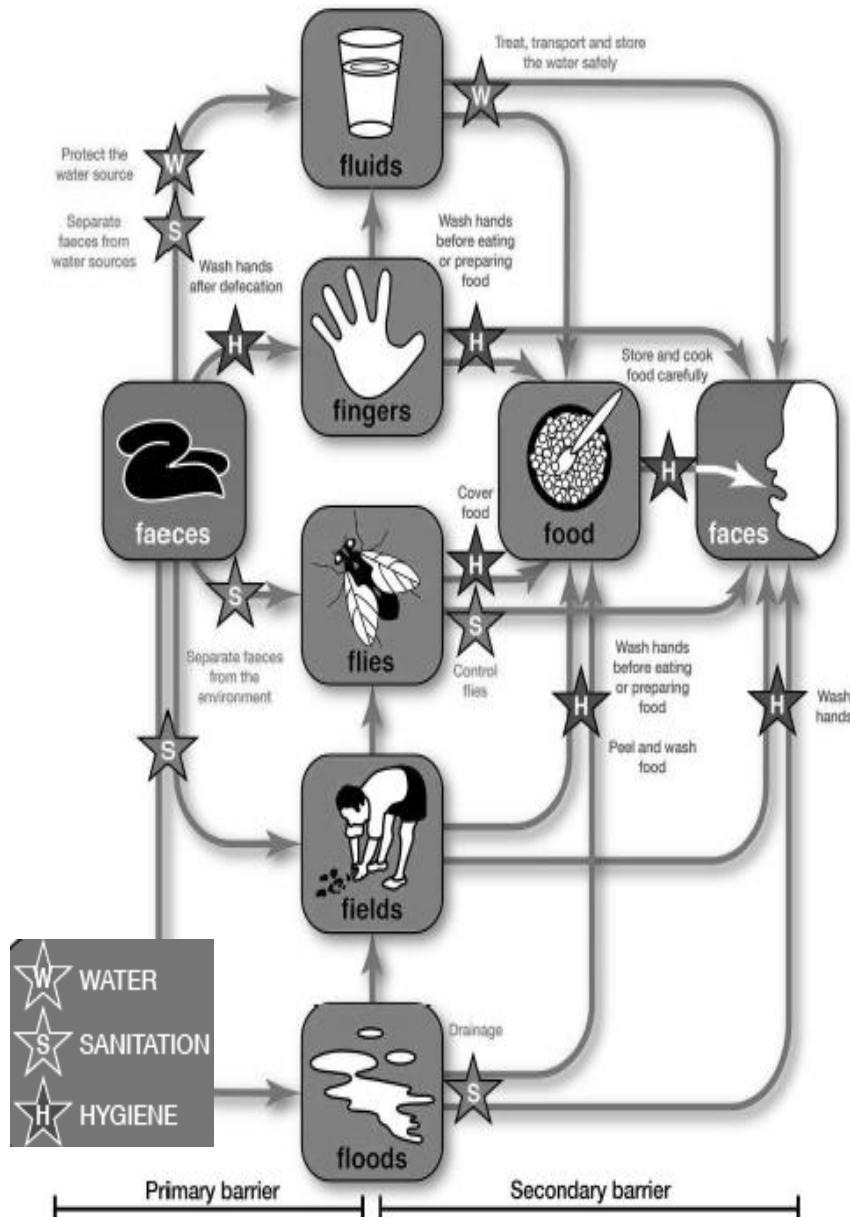 Treat, transport and store
the water safely
W
fluids
Protect the
water source
W
Separate
faeces from
water sources
S
Wash hands
after defecation
H
Wash hands
before eating
or preparing
food
H
fingers
Store and cook
food carefully
H
faeces
food
faces
Cover
food
H
S
Separate faeces
from the
environment
flies
S
Control
flies
Wash hands
before eating
or preparing
food
H
Peel and wash
food
H
Wash
hands
S
fields
W WATER
S SANITATION
H HYGIENE
Drainage
S
floods
Primary barrier
Secondary barrier